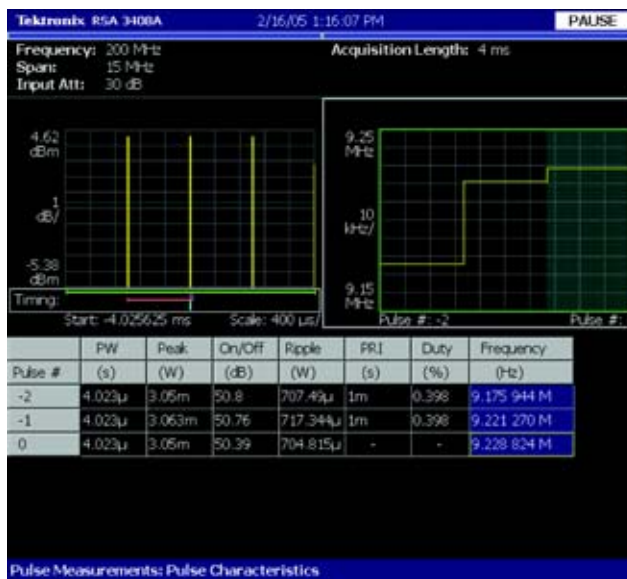 Tektronix RSA 3408A 2/16/05 1:16:07 PM PAUSE
Frequency: 200 MHz Acquisition Length: 4 ms
Span: 15 MHz
Input Att: 30 dB
4.62 dBm
1 dB/
-5.38 dBm
Timing:
Start: -4.025625 ms Scale: 400 µs/
9.25 MHz
10 kHz/
9.15 MHz
Pulse #: -2 Pulse #:
PW Peak On/Off Ripple PRI Duty Frequency
Pulse # (s) (W) (dB) (W) (s) (%) (Hz)
-2 4.023µ 3.05m 50.8 707.49µ 1m 0.398 9.175 944 M
-1 4.023µ 3.063m 50.76 717.344µ 1m 0.398 9.221 270 M
0 4.023µ 3.05m 50.39 704.815µ - - 9.228 824 M
Pulse Measurements: Pulse Characteristics